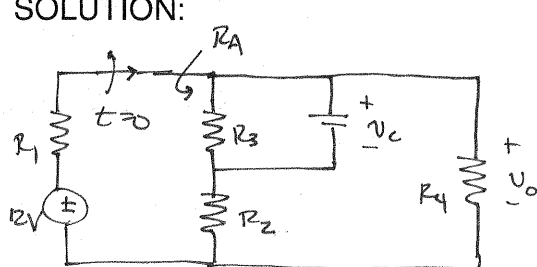 SOLUTION:
RA
t=0
R1
R3
+
Vc
-
+
R4
Vo
-
12V
±
R2